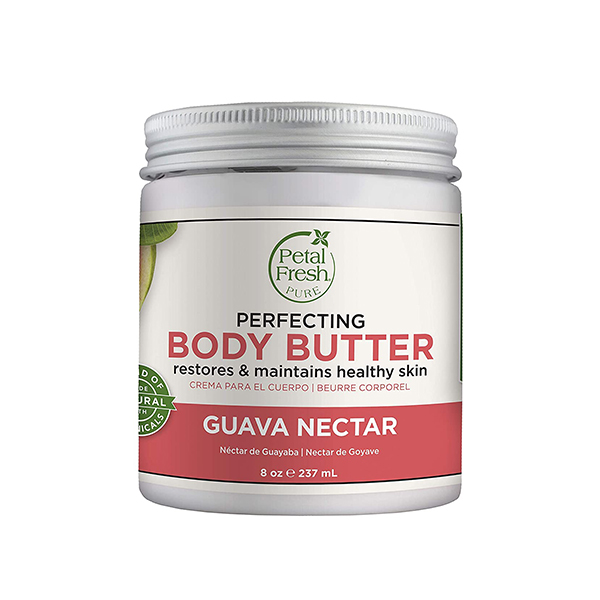 Petal
Fresh®
PURE
PERFECTING
BODY BUTTER
restores & maintains healthy skin
CREMA PARA EL CUERPO | BEURRE CORPOREL
GUAVA NECTAR
Néctar de Guayaba | Nectar de Goyave
8 oz ℮ 237 mL